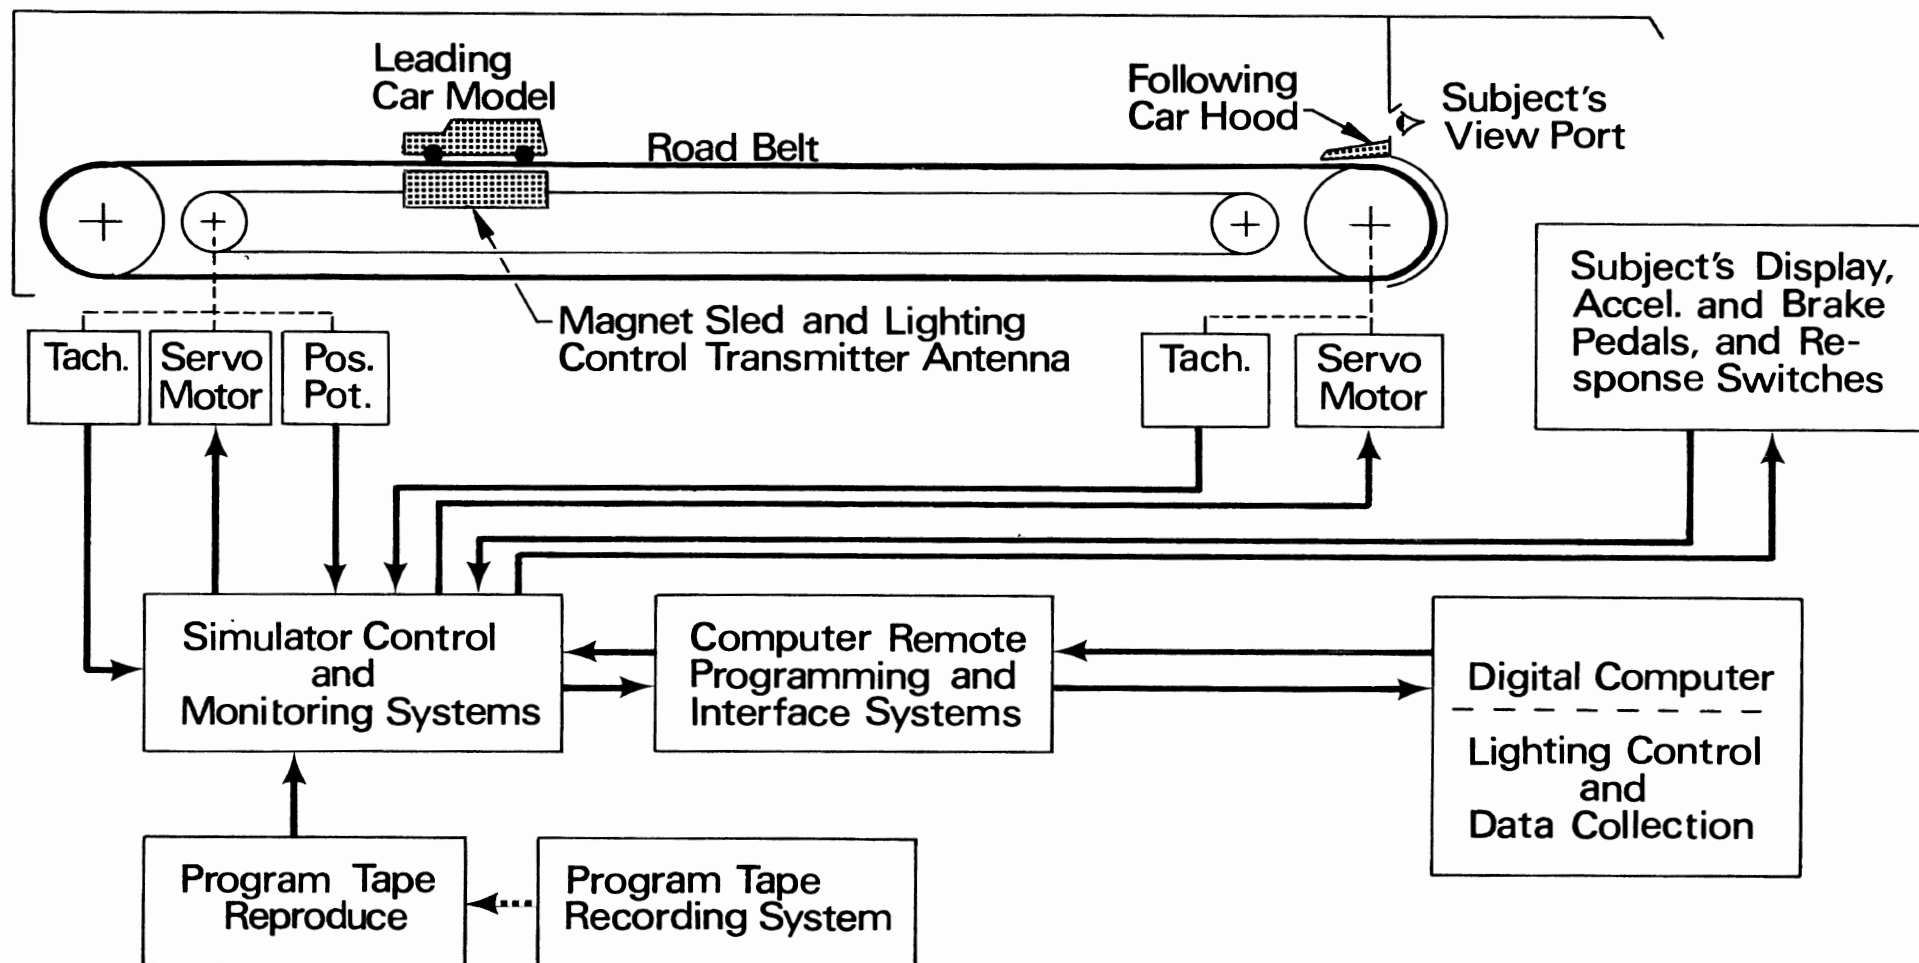 Leading
Car Model
Following
Car Hood
Subject's
View Port
Road Belt
Magnet Sled and Lighting
Control Transmitter Antenna
Tach.
Servo
Motor
Pos.
Pot.
Tach.
Servo
Motor
Subject's Display,
Accel. and Brake
Pedals, and Re-
sponse Switches
Simulator Control
and
Monitoring Systems
Computer Remote
Programming and
Interface Systems
Digital Computer
Lighting Control
and
Data Collection
Program Tape
Reproduce
Program Tape
Recording System